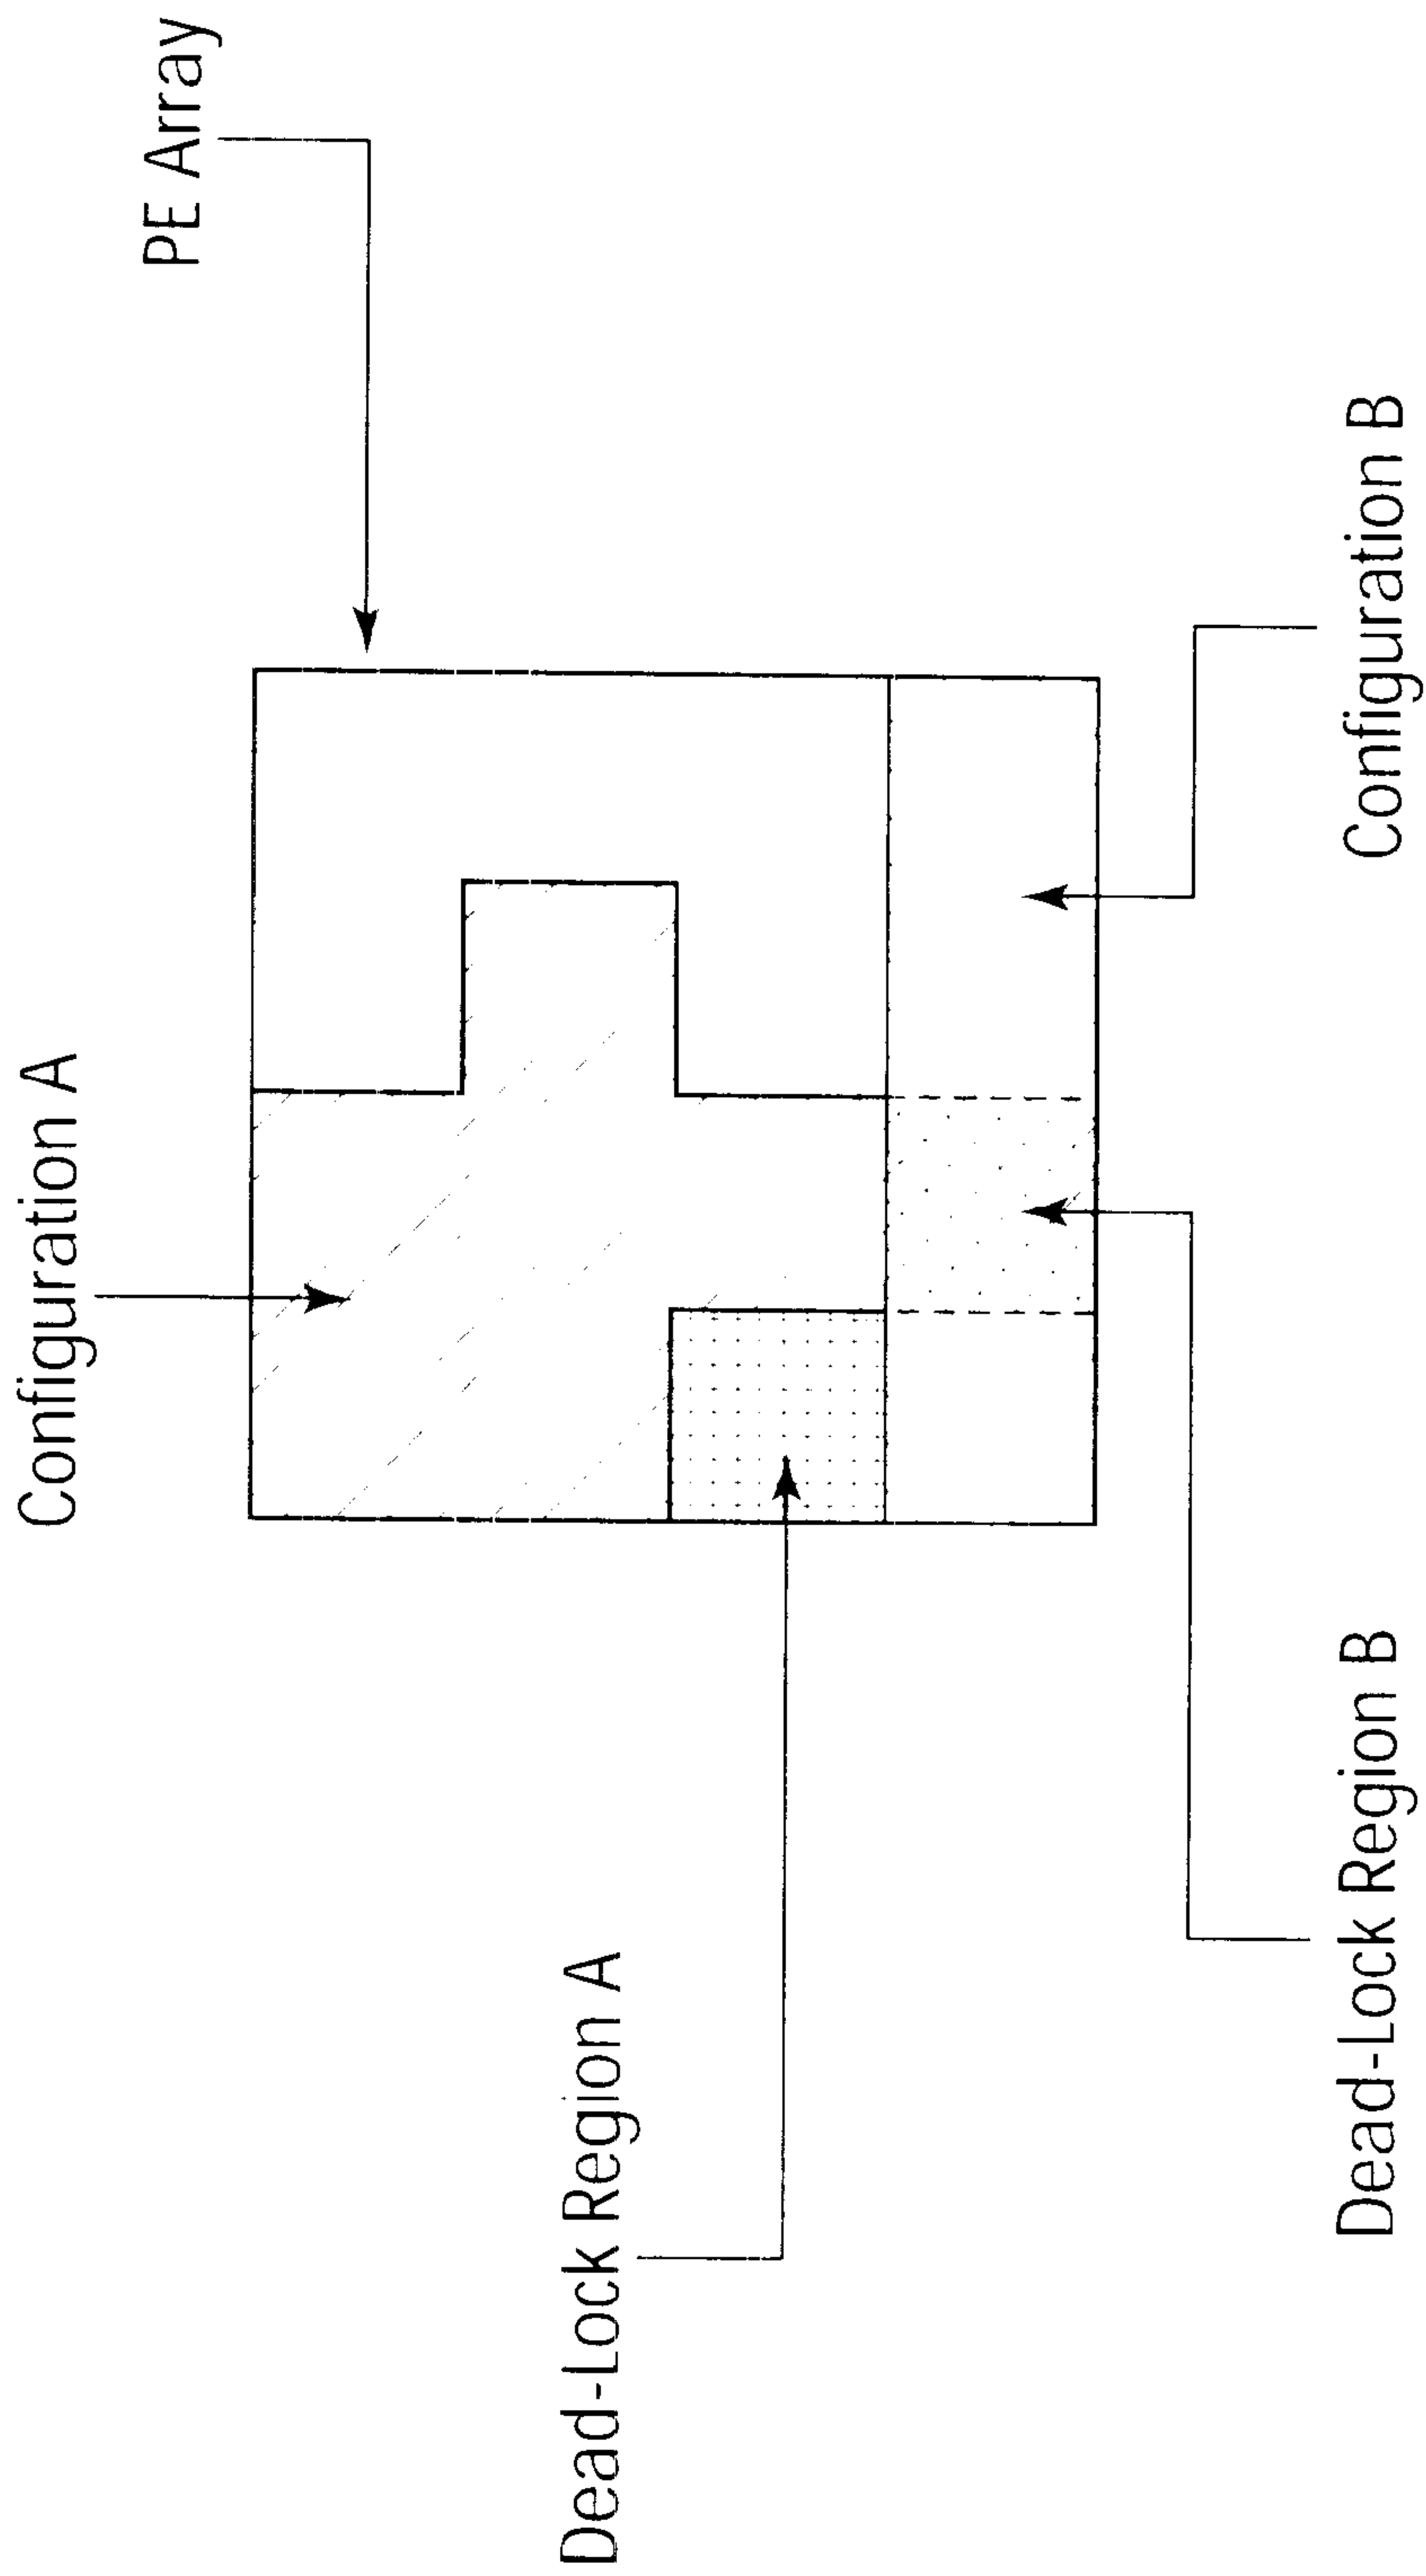 Configuration A
PE Array
Dead-Lock Region A
Dead-Lock Region B
Configuration B